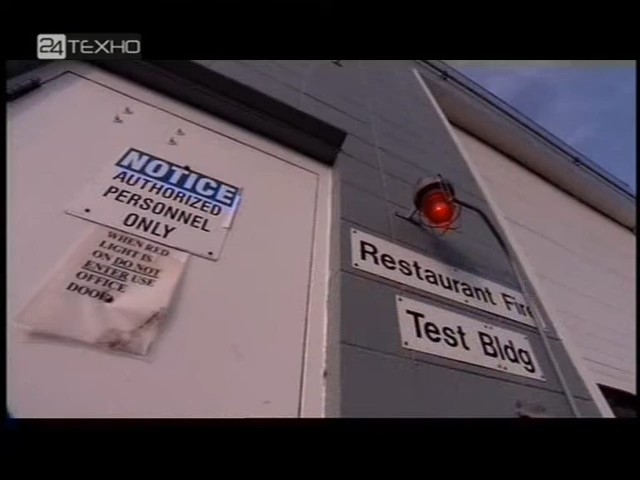 24 ТЕХНО
NOTICE
AUTHORIZED
PERSONNEL
ONLY
WHEN RED
LIGHT IS
ON DO NOT
ENTER USE
OFFICE
DOOR
Restaurant Fire
Test Bldg